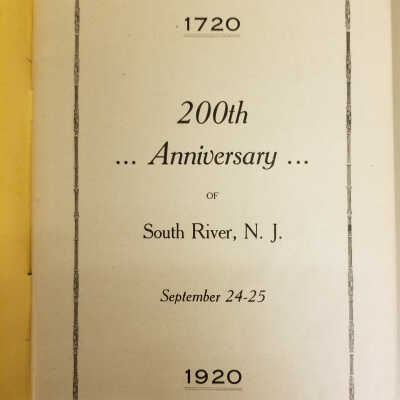 1720
200th
... Anniversary ...
OF
South River, N. J.
September 24-25
1920